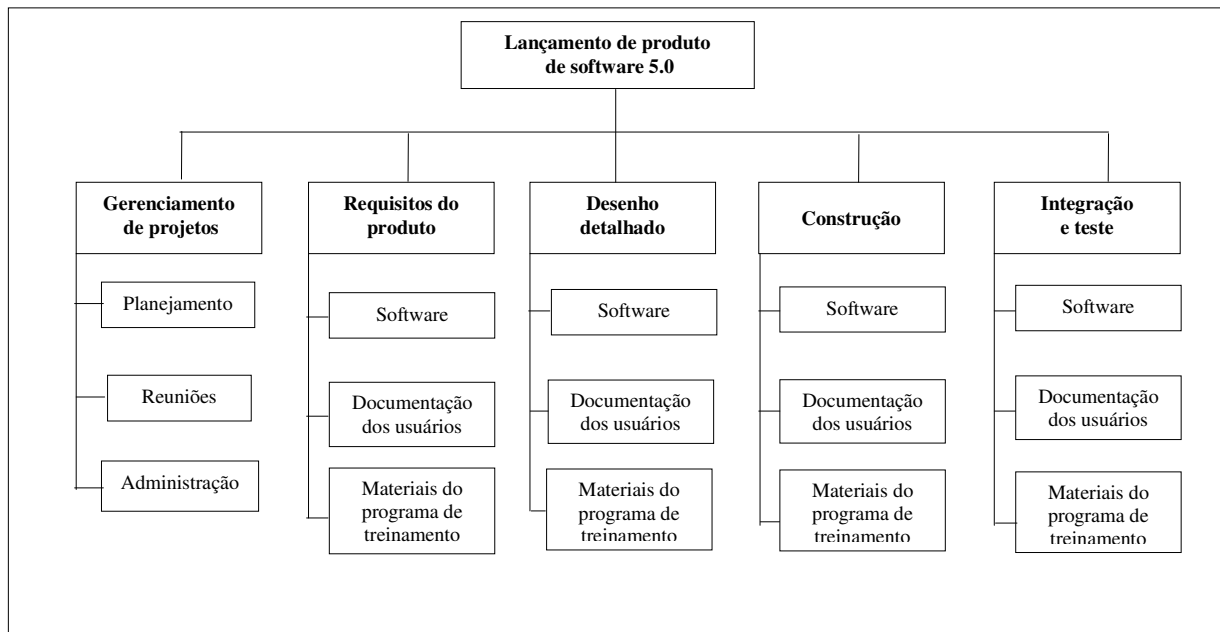 Lançamento de produto
de software 5.0
Gerenciamento
de projetos
Planejamento
Reuniões
Administração
Requisitos do
produto
Software
Documentação
dos usuários
Materiais do
programa de
treinamento
Desenho
detalhado
Software
Documentação
dos usuários
Materiais do
programa de
treinamento
Construção
Software
Documentação
dos usuários
Materiais do
programa de
treinamento
Integração
e teste
Software
Documentação
dos usuários
Materiais do
programa de
treinamento